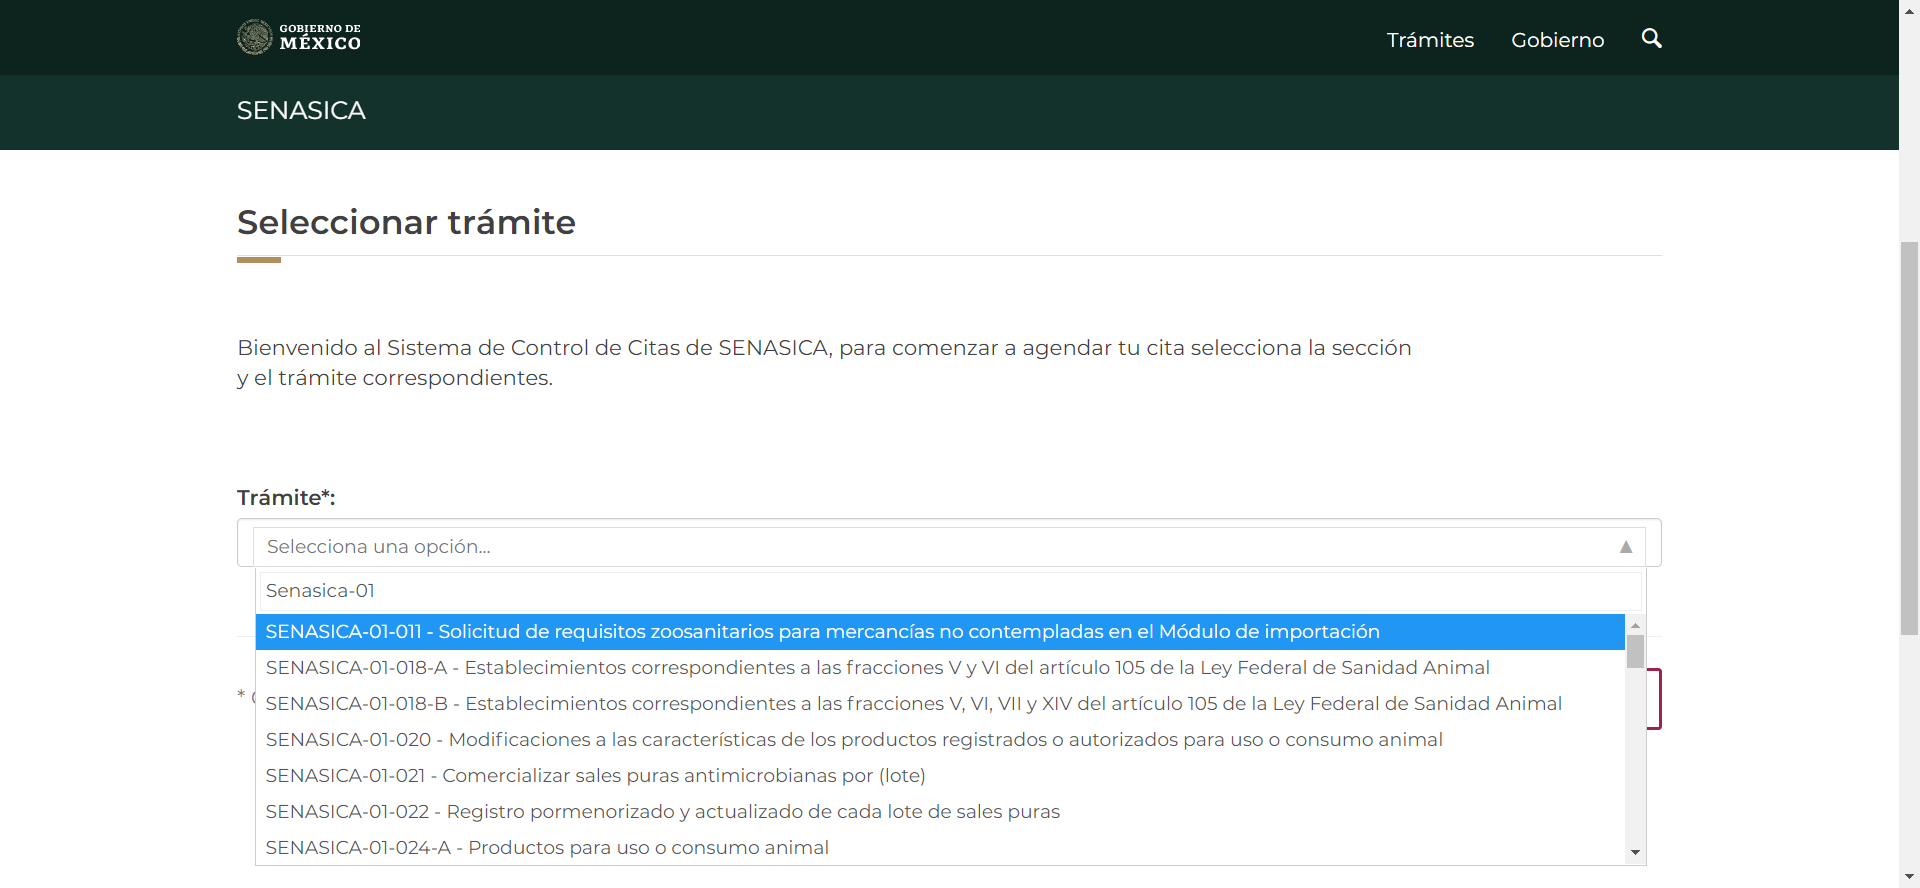 GOBIERNO DE
MÉXICO
Trámites
Gobierno
SENASICA
Seleccionar trámite
Bienvenido al Sistema de Control de Citas de SENASICA, para comenzar a agendar tu cita selecciona la sección
y el trámite correspondientes.
Trámite*:
Selecciona una opción...
Senasica-01
SENASICA-01-011 - Solicitud de requisitos zoosanitarios para mercancías no contempladas en el Módulo de importación
SENASICA-01-018-A - Establecimientos correspondientes a las fracciones V y VI del artículo 105 de la Ley Federal de Sanidad Animal
*
SENASICA-01-018-B - Establecimientos correspondientes a las fracciones V, VI, VII y XIV del artículo 105 de la Ley Federal de Sanidad Animal
SENASICA-01-020 - Modificaciones a las características de los productos registrados o autorizados para uso o consumo animal
SENASICA-01-021 - Comercializar sales puras antimicrobianas por (lote)
SENASICA-01-022 - Registro pormenorizado y actualizado de cada lote de sales puras
SENASICA-01-024-A - Productos para uso o consumo animal